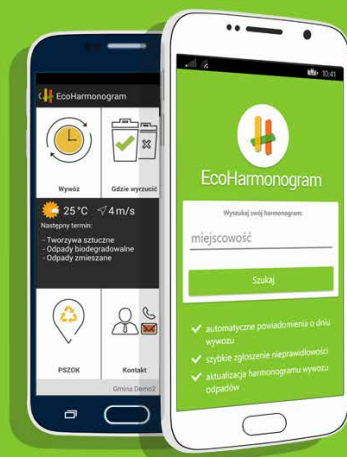 EcoHarmonogram
Wywóz
Gdzie wyrzucić
25°C
4m/s
Następny termin:
- Tworzywa sztuczne
- Odpady biodegradowalne
- Odpady zmieszane
PSZOK
Kontakt
Gmina Demo2
10:41
EcoHarmonogram
Wyszukaj swój harmonogram:
miejscowość
Szukaj
automatyczne powiadomienia o dniu
wywozu
szybkie zgłoszenie nieprawidłowości
aktualizacja harmonogramu wywozu
odpadów